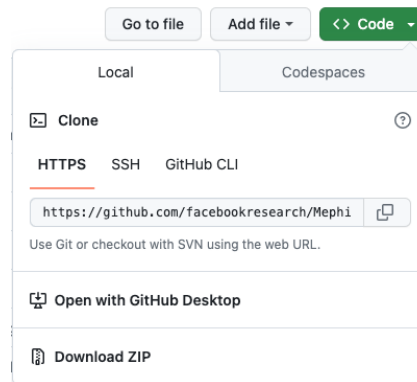 Go to file Add file <> Code
Local Codespaces
Clone
HTTPS SSH GitHub CLI
https://github.com/facebookresearch/Mephi
Use Git or checkout with SVN using the web URL.
Open with GitHub Desktop
Download ZIP